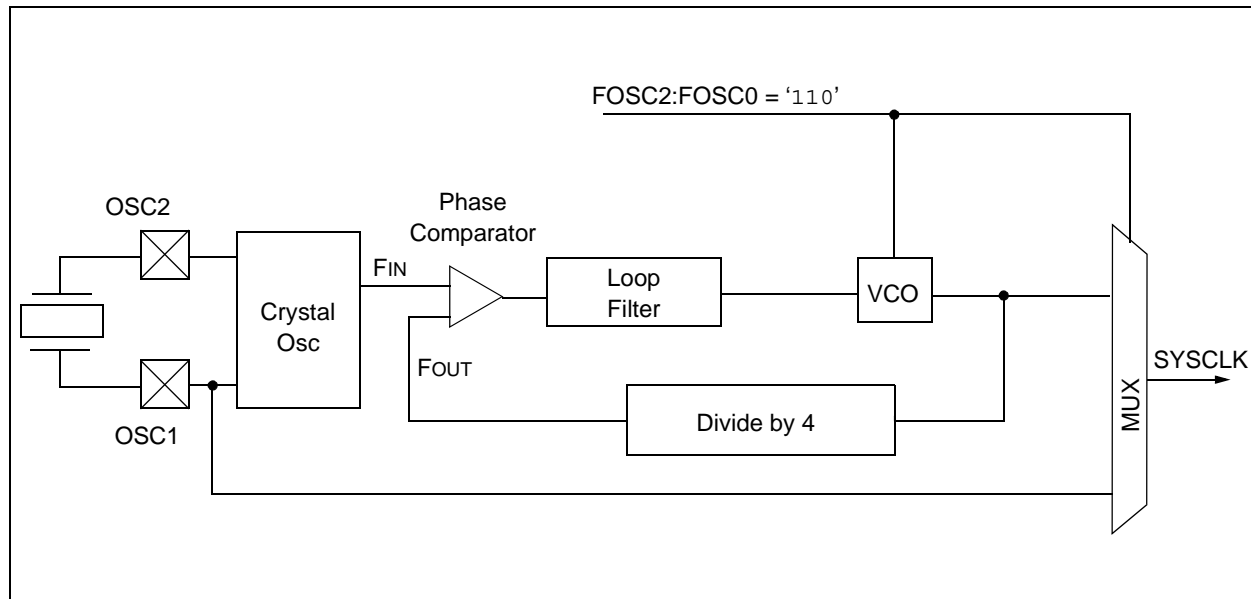 FOSC2:FOSC0 = ‘110’
OSC2
Phase
Comparator
FIN
Crystal
Osc
Loop
Filter
VCO
FOUT
OSC1
Divide by 4
MUX
SYSCLK